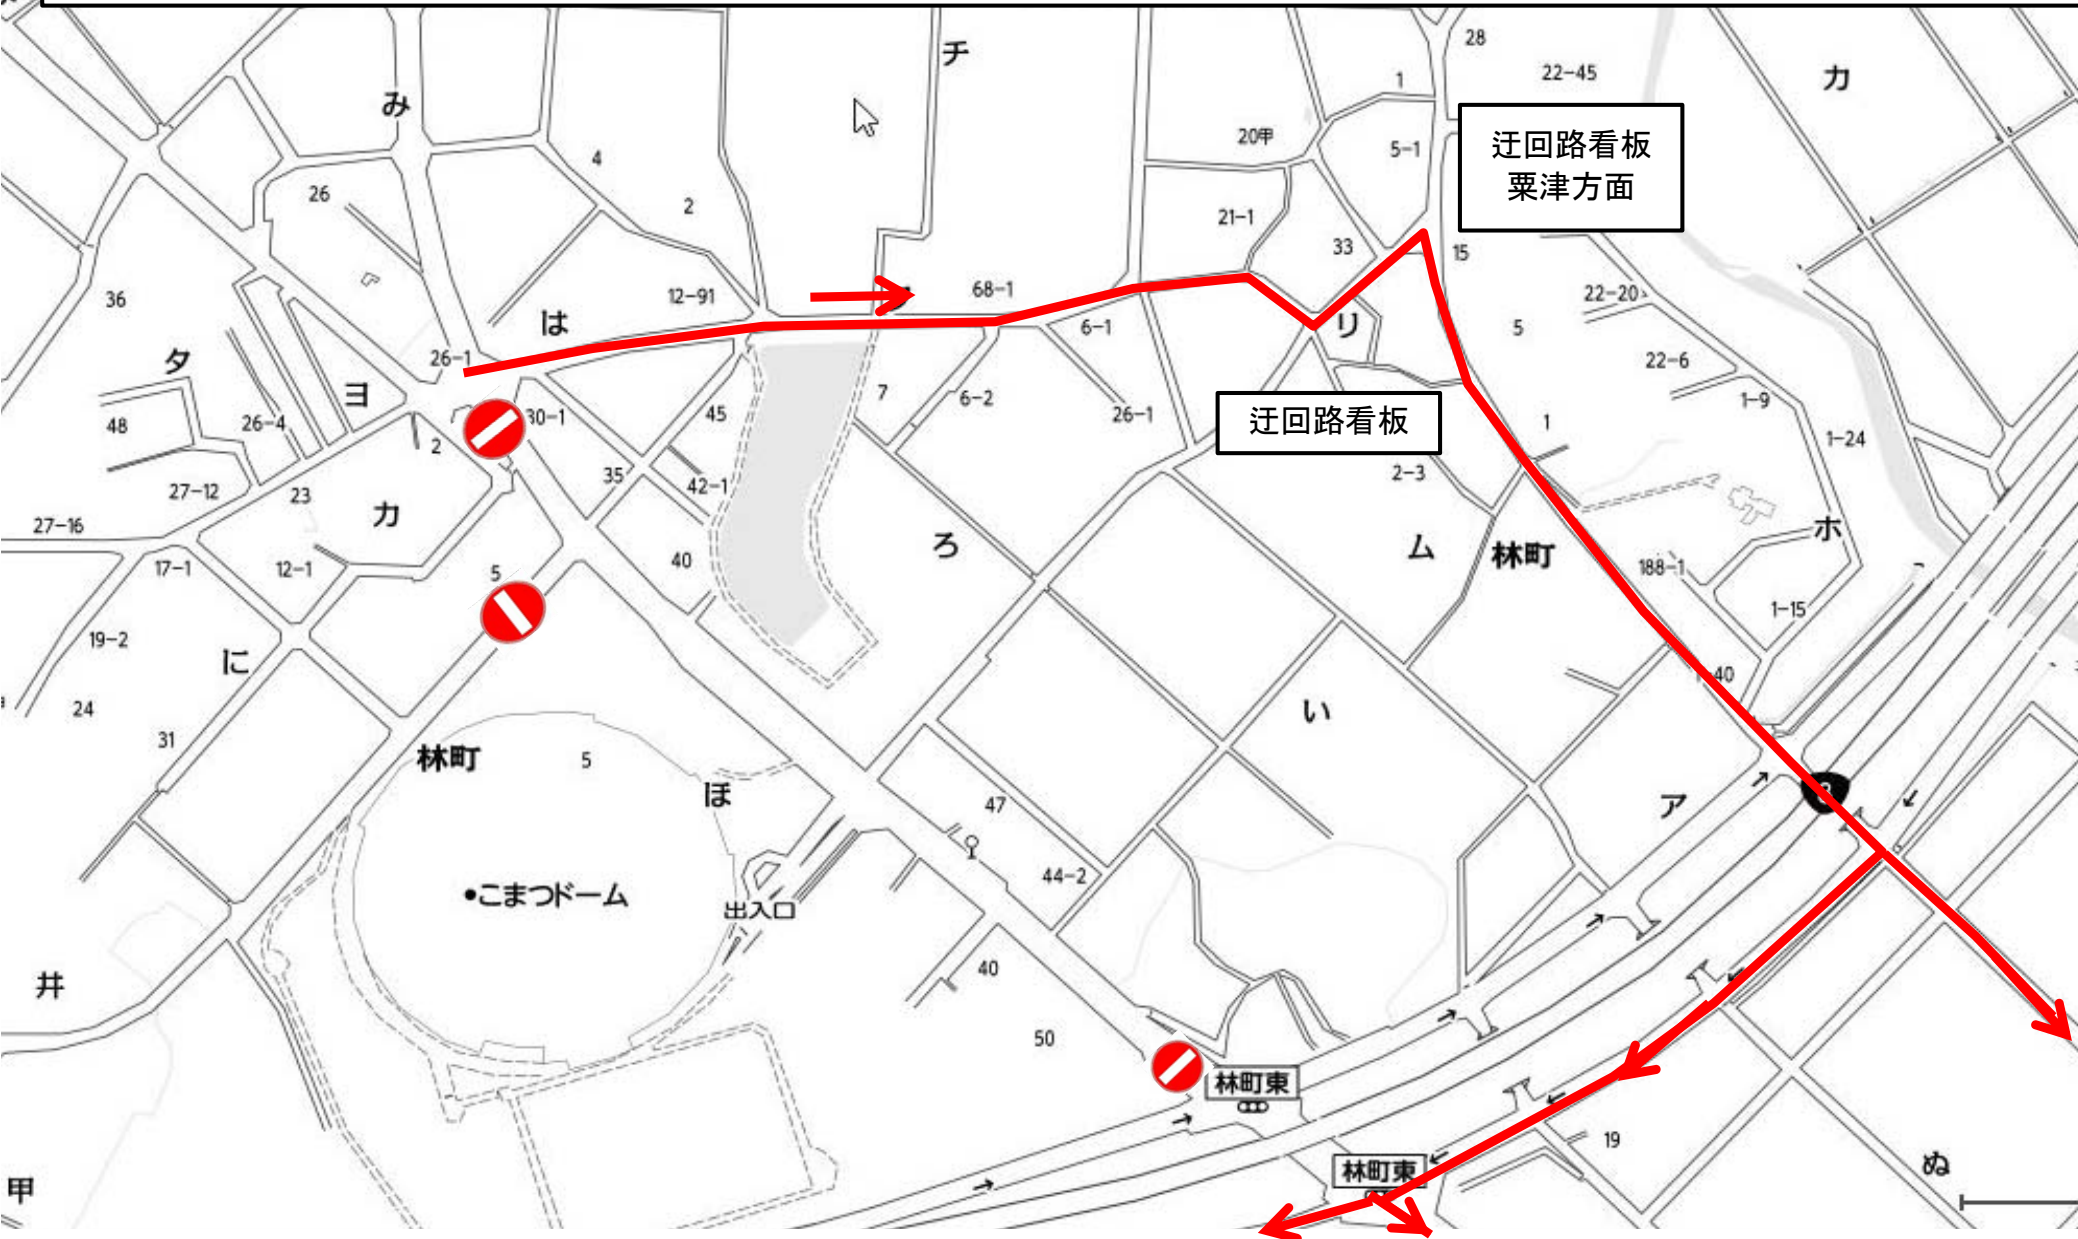 チ
28
22-45
カ
み
1
20甲
5-1
迂回路看板
粟津方面
4
26
2
21-1
33
15
36
12-91
68-1
22-20
は
6-1
リ
5
26-1
22-6
タ
ヨ
7
6-2
26-1
1-9
48
26-4
2
30-1
45
迂回路看板
1
1-24
35
42-1
2-3
27-12
23
カ
27-16
ホ
ろ
ム
林町
17-1
12-1
5
40
188-1
1-15
19-2
に
40
24
い
31
林町
5
ほ
47
ア
44-2
●こまつドーム
出入口
40
井
50
林町東
19
林町東
ぬ
甲